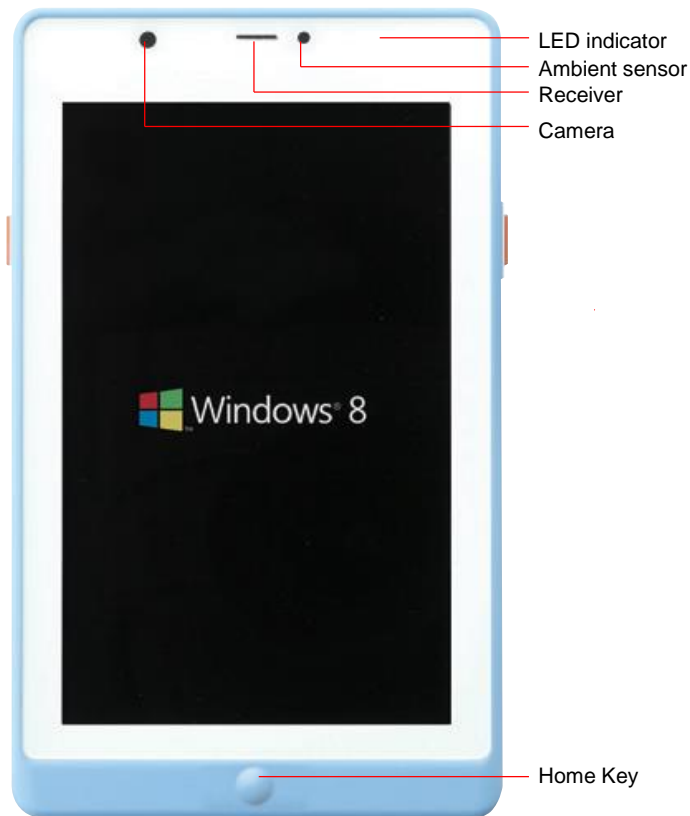 LED indicator
Ambient sensor
Receiver
Camera
Windows® 8
Home Key